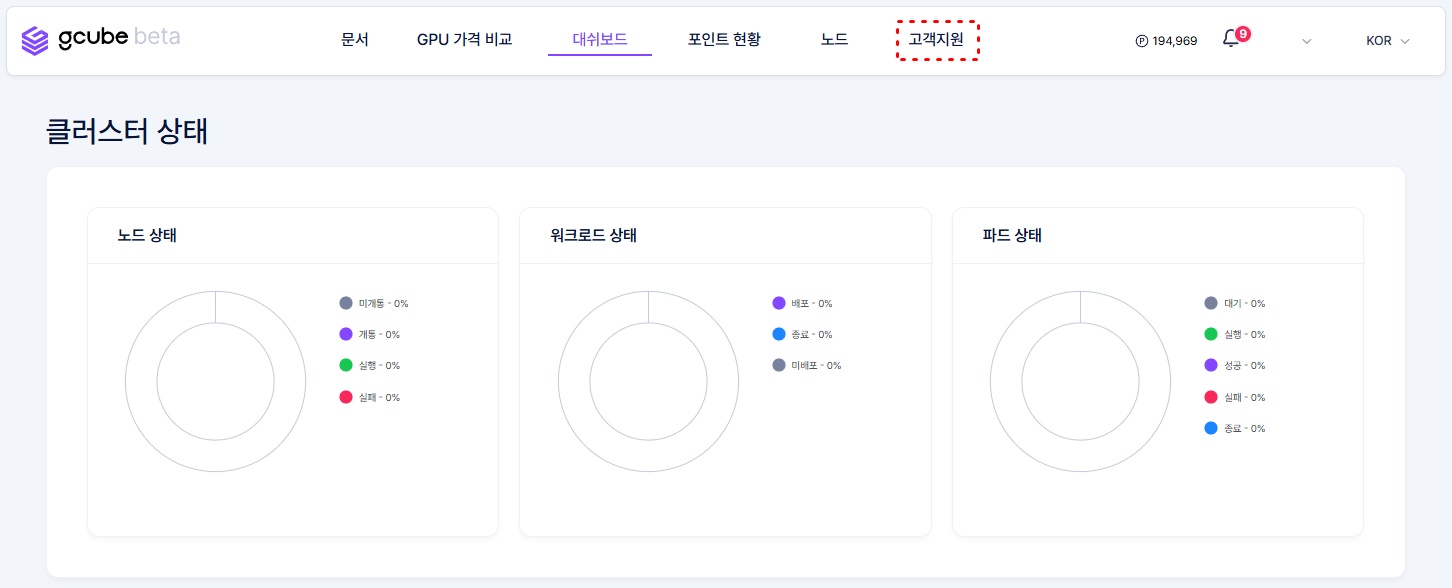 gcube beta 문서 GPU 가격 비교 대쉬보드 포인트 현황 노드 고객지원 P 194,969 9 KOR
클러스터 상태
노드 상태
미개통 - 0%
개통 - 0%
실행 - 0%
실패 - 0%
워크로드 상태
배포 - 0%
종료 - 0%
미배포 - 0%
파드 상태
대기 - 0%
실행 - 0%
성공 - 0%
실패 - 0%
종료 - 0%